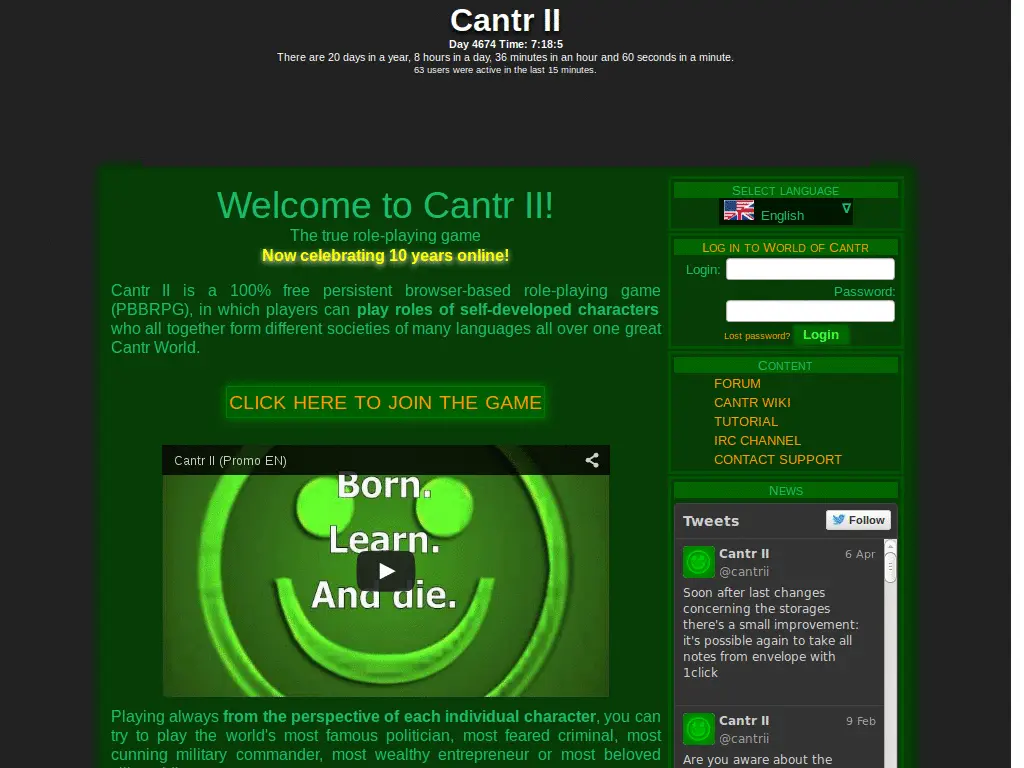 Cantr II
Day 4674 Time: 7:18:5
There are 20 days in a year, 8 hours in a day, 36 minutes in an hour and 60 seconds in a minute.
63 users were active in the last 15 minutes.
Welcome to Cantr II!
The true role-playing game
Now celebrating 10 years online!
Cantr II is a 100% free persistent browser-based role-playing game
(PBBRPG), in which players can play roles of self-developed characters
who all together form different societies of many languages all over one great
Cantr World.
CLICK HERE TO JOIN THE GAME
Cantr II (Promo EN)
Born.
Learn.
And die.
Playing always from the perspective of each individual character, you can
try to play the world's most famous politician, most feared criminal, most
cunning military commander, most wealthy entrepreneur or most beloved
SELECT LANGUAGE
English
LOG IN TO WORLD OF CANTR
Login:
Password:
Lost password? Login
CONTENT
FORUM
CANTR WIKI
TUTORIAL
IRC CHANNEL
CONTACT SUPPORT
NEWS
Tweets Follow
Cantr II 6 Apr
@cantrii
Soon after last changes
concerning the storages
there's a small improvement:
it's possible again to take all
notes from envelope with
1click
Cantr II 9 Feb
@cantrii
Are you aware about the